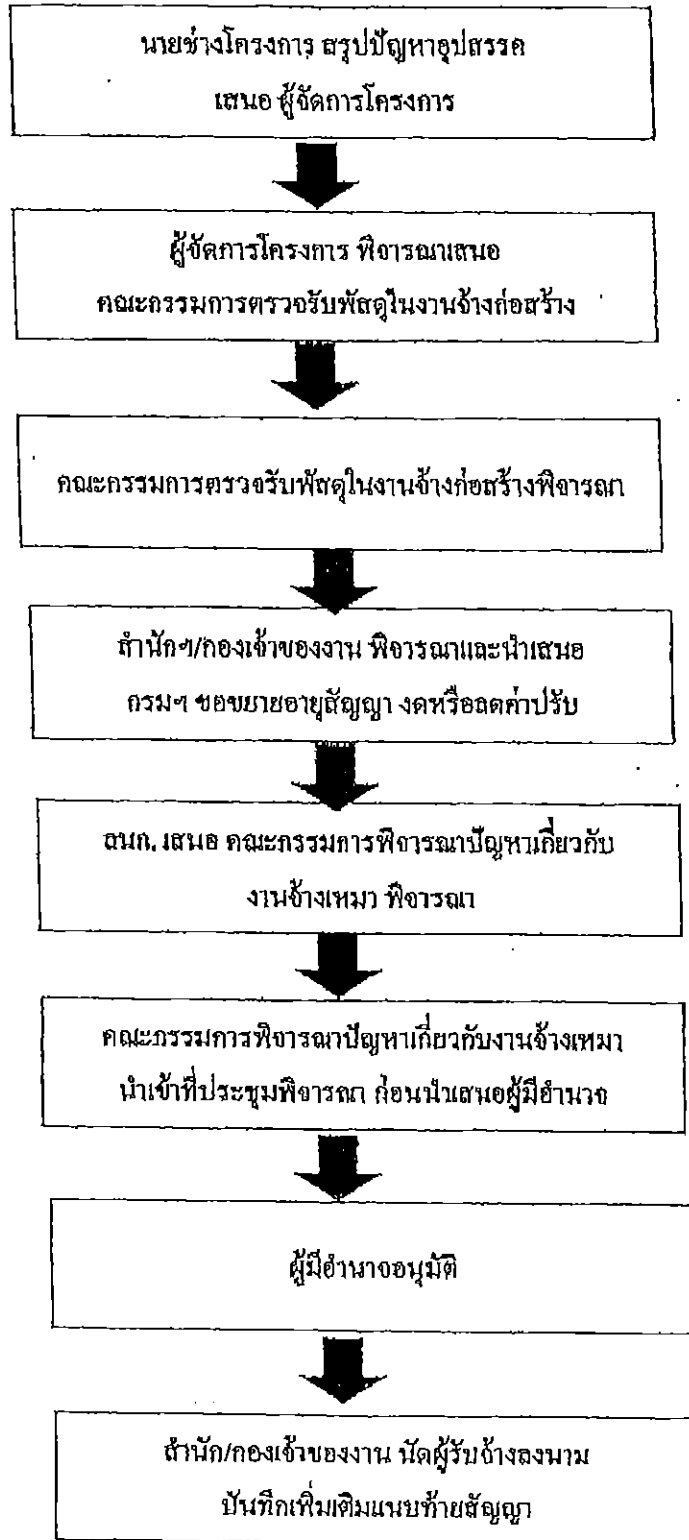 นายช่างโครงการ สรุปปัญหาอุปสรรค
เสนอ ผู้จัดการโครงการ
ผู้จัดการโครงการ พิจารณาเสนอ
คณะกรรมการตรวจรับพัสดุในงานจ้างก่อสร้าง
คณะกรรมการตรวจรับพัสดุในงานจ้างก่อสร้างพิจารณา
สำนักฯ/กองเจ้าของงาน พิจารณาและนำเสนอ
กรมฯ ขอขยายอายุสัญญา งดหรือลดค่าปรับ
ลนก. เสนอ คณะกรรมการพิจารณาปัญหาเกี่ยวกับ
งานจ้างเหมา พิจารณา
คณะกรรมการพิจารณาปัญหาเกี่ยวกับงานจ้างเหมา
นำเข้าที่ประชุมพิจารณา ก่อนนำเสนอผู้มีอำนาจ
ผู้มีอำนาจอนุมัติ
สำนัก/กองเจ้าของงาน นัดผู้รับจ้างลงนาม
บันทึกเพิ่มเติมแนบท้ายสัญญา